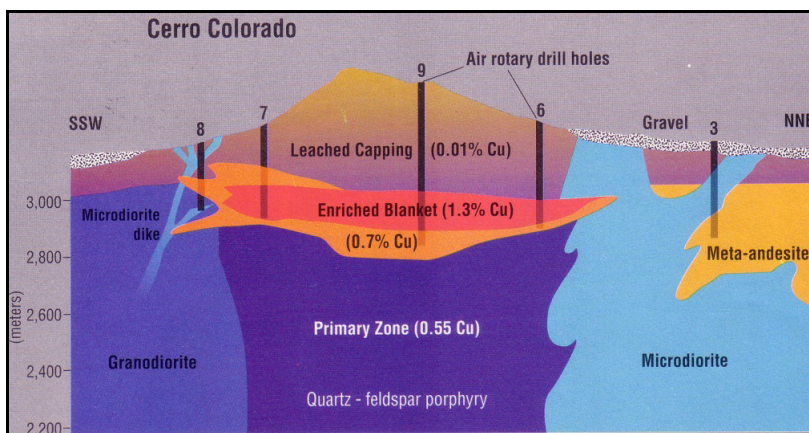 Cerro Colorado
Air rotary drill holes
9
7
6
8
3
SSW
Gravel
NNE
Leached Capping (0.01% Cu)
3,000
Enriched Blanket (1.3% Cu)
Microdiorite
dike
(0.7% Cu)
Meta-andesite
2,800
(meters)
2,600
Primary Zone (0.55 Cu)
Granodiorite
Microdiorite
2,400
Quartz - feldspar porphyry
2,200